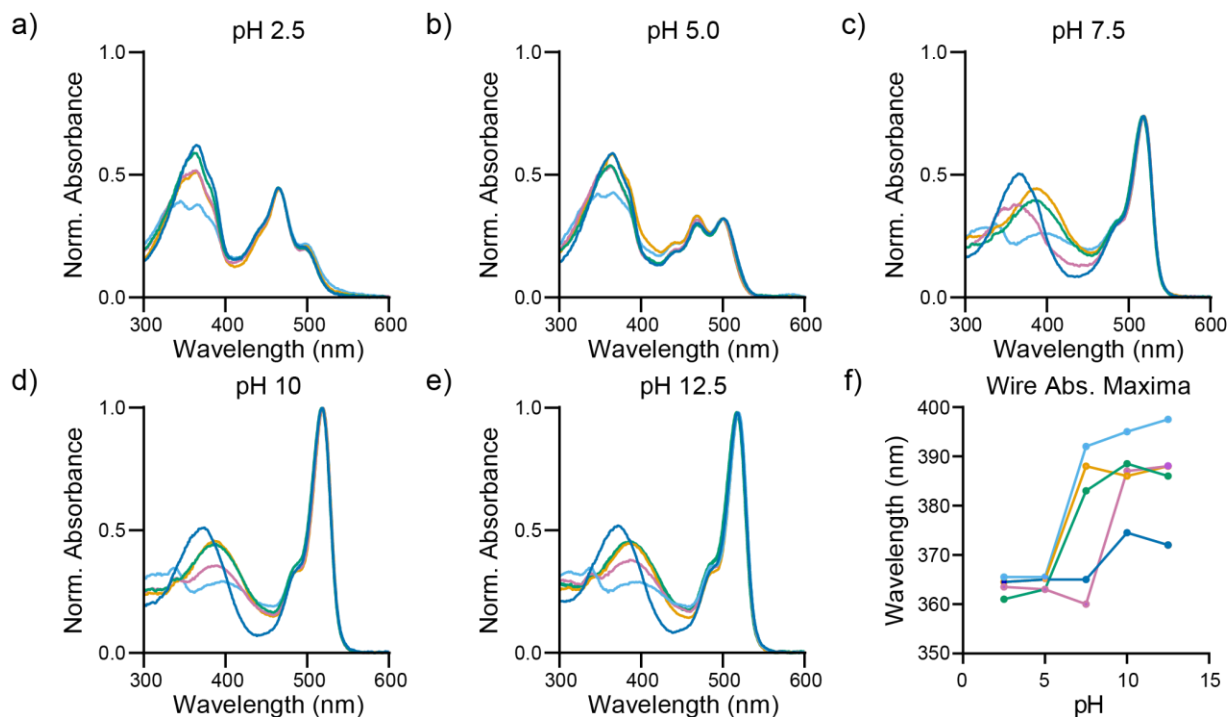 a)
pH 2.5
1.0
0.5
0.0
Norm. Absorbance
300
400
500
600
Wavelength (nm)
b)
pH 5.0
1.0
0.5
0.0
Norm. Absorbance
300
400
500
600
Wavelength (nm)
c)
pH 7.5
1.0
0.5
0.0
Norm. Absorbance
300
400
500
600
Wavelength (nm)
d)
pH 10
1.0
0.5
0.0
Norm. Absorbance
300
400
500
600
Wavelength (nm)
e)
pH 12.5
1.0
0.5
0.0
Norm. Absorbance
300
400
500
600
Wavelength (nm)
f)
Wire Abs. Maxima
400
390
380
370
360
350
Wavelength (nm)
0
5
10
15
pH